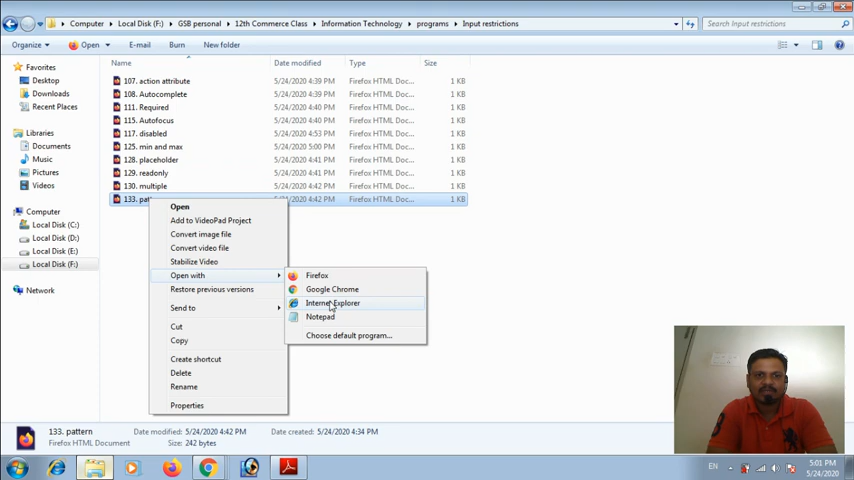 Computer ▸ Local Disk (F:) ▸ GSB personal ▸ 12th Commerce Class ▸ Information Technology ▸ programs ▸ Input restrictions
Search Input restrictions
Organize Open E-mail Burn New folder
Name Date modified Type Size
Favorites
Desktop
Downloads
Recent Places
Libraries
Documents
Music
Pictures
Videos
Computer
Local Disk (C:)
Local Disk (D:)
Local Disk (E:)
Local Disk (F:)
Network
107. action attribute 5/24/2020 4:39 PM Firefox HTML Doc... 1 KB
108. Autocomplete 5/24/2020 4:39 PM Firefox HTML Doc... 1 KB
111. Required 5/24/2020 4:40 PM Firefox HTML Doc... 1 KB
115. Autofocus 5/24/2020 4:40 PM Firefox HTML Doc... 1 KB
117. disabled 5/24/2020 4:53 PM Firefox HTML Doc... 1 KB
125. min and max 5/24/2020 5:00 PM Firefox HTML Doc... 1 KB
128. placeholder 5/24/2020 4:41 PM Firefox HTML Doc... 1 KB
129. readonly 5/24/2020 4:42 PM Firefox HTML Doc... 1 KB
130. multiple 5/24/2020 4:42 PM Firefox HTML Doc... 1 KB
133. pat 5/24/2020 4:42 PM Firefox HTML Doc... 1 KB
Open
Add to VideoPad Project
Convert image file
Convert video file
Stabilize Video
Open with
Restore previous versions
Send to
Cut
Copy
Create shortcut
Delete
Rename
Properties
Firefox
Google Chrome
Internet Explorer
Notepad
Choose default program...
133. pattern Date modified: 5/24/2020 4:42 PM Date created: 5/24/2020 4:34 PM
Firefox HTML Document Size: 242 bytes
EN
5:01 PM
5/24/2020